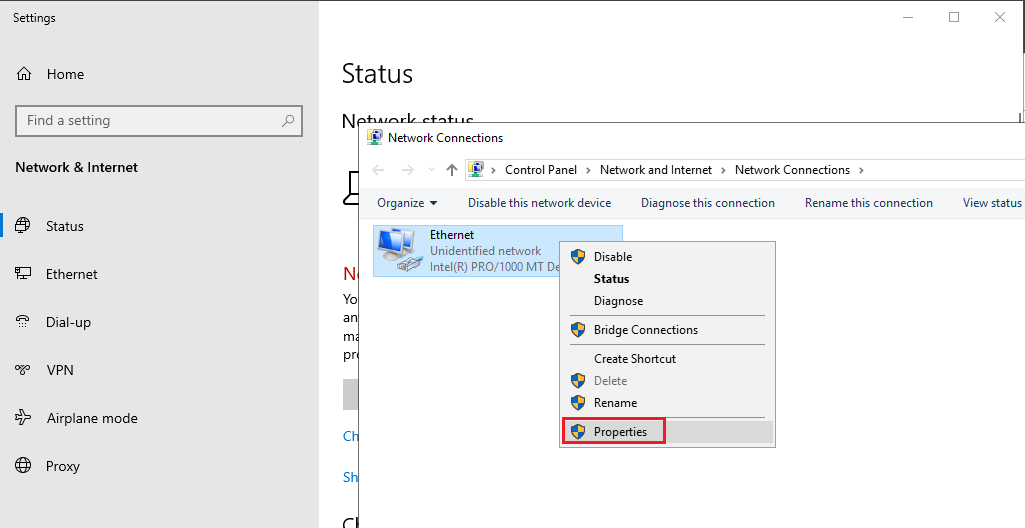 Settings
Home
Find a setting
Network & Internet
Status
Ethernet
Dial-up
VPN
Airplane mode
Proxy
Status
Network status
Yo
an
ma
pro
Ch
Sh
Network Connections
Control Panel > Network and Internet > Network Connections >
Organize Disable this network device Diagnose this connection Rename this connection View status
Ethernet
Unidentified network
Intel(R) PRO/1000 MT De
Disable
Status
Diagnose
Bridge Connections
Create Shortcut
Delete
Rename
Properties